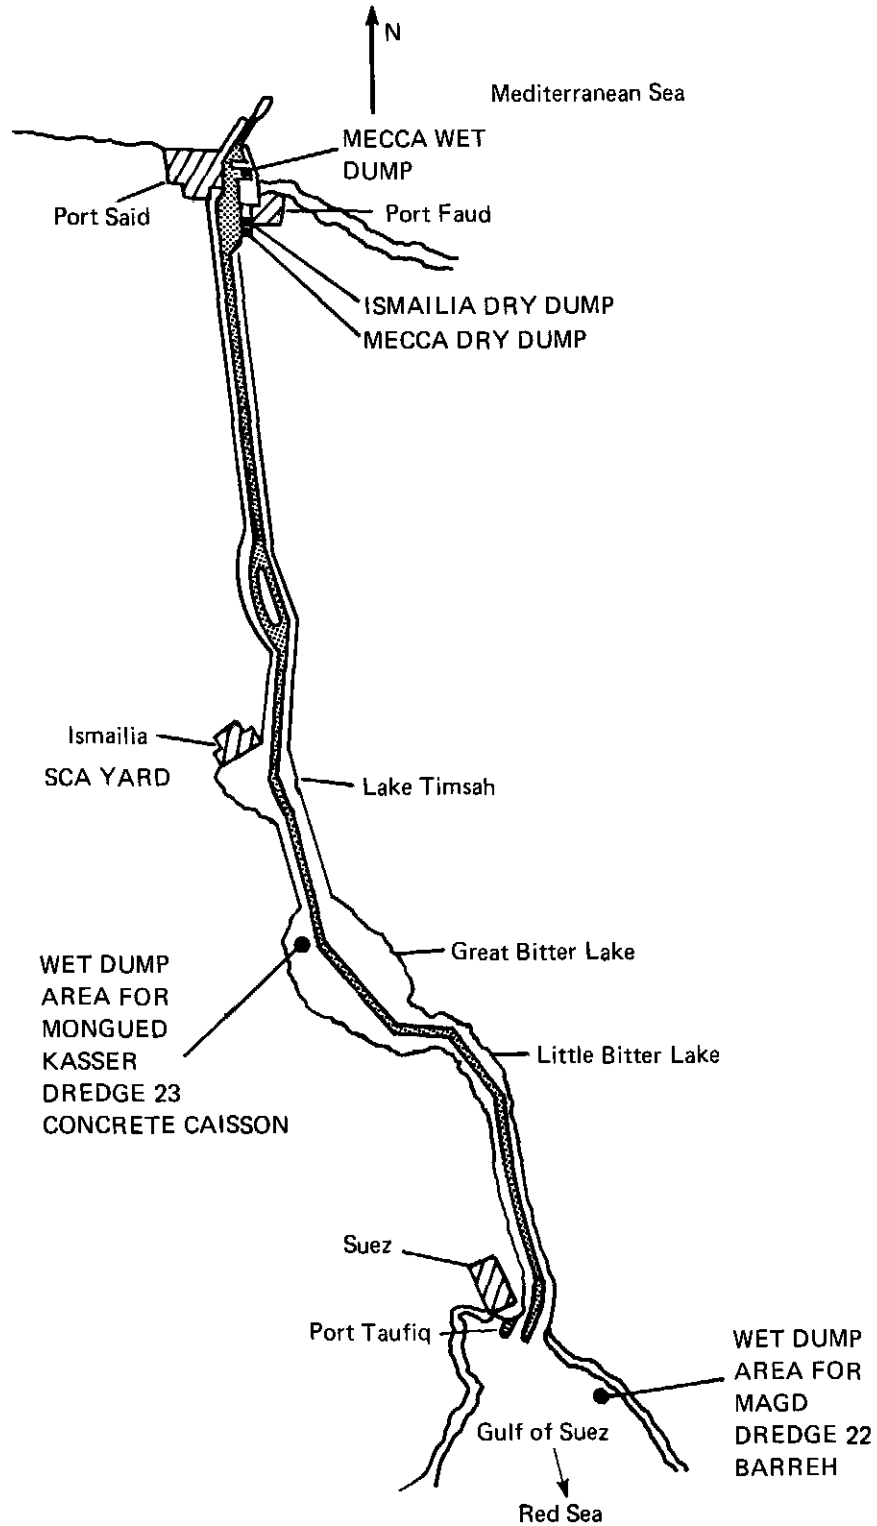 N
Mediterranean Sea
MECCA WET
DUMP
Port Said
Port Faud
ISMAILIA DRY DUMP
MECCA DRY DUMP
Ismailia
SCA YARD
Lake Timsah
Great Bitter Lake
WET DUMP
AREA FOR
MONGUED
KASSER
DREDGE 23
CONCRETE CAISSON
Little Bitter Lake
Suez
Port Taufiq
WET DUMP
AREA FOR
MAGD
DREDGE 22
BARREH
Gulf of Suez
Red Sea